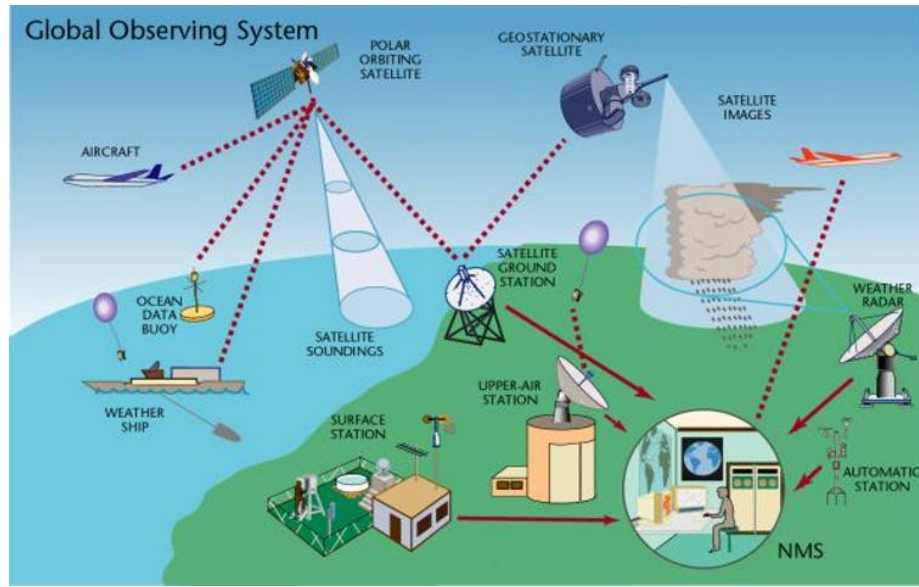 Global Observing System
POLAR
ORBITING
SATELLITE
GEOSTATIONARY
SATELLITE
SATELLITE
IMAGES
AIRCRAFT
SATELLITE
GROUND
STATION
WEATHER
RADAR
OCEAN
DATA
BUOY
SATELLITE
SOUNDINGS
UPPER-AIR
STATION
WEATHER
SHIP
SURFACE
STATION
AUTOMATIC
STATION
NMS